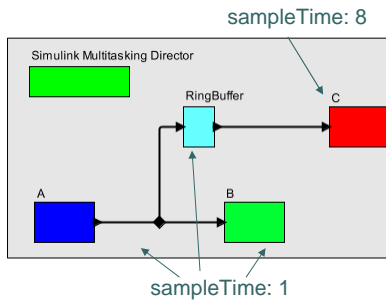 sampleTime: 8
Simulink Multitasking Director
RingBuffer
C
A
B
sampleTime: 1